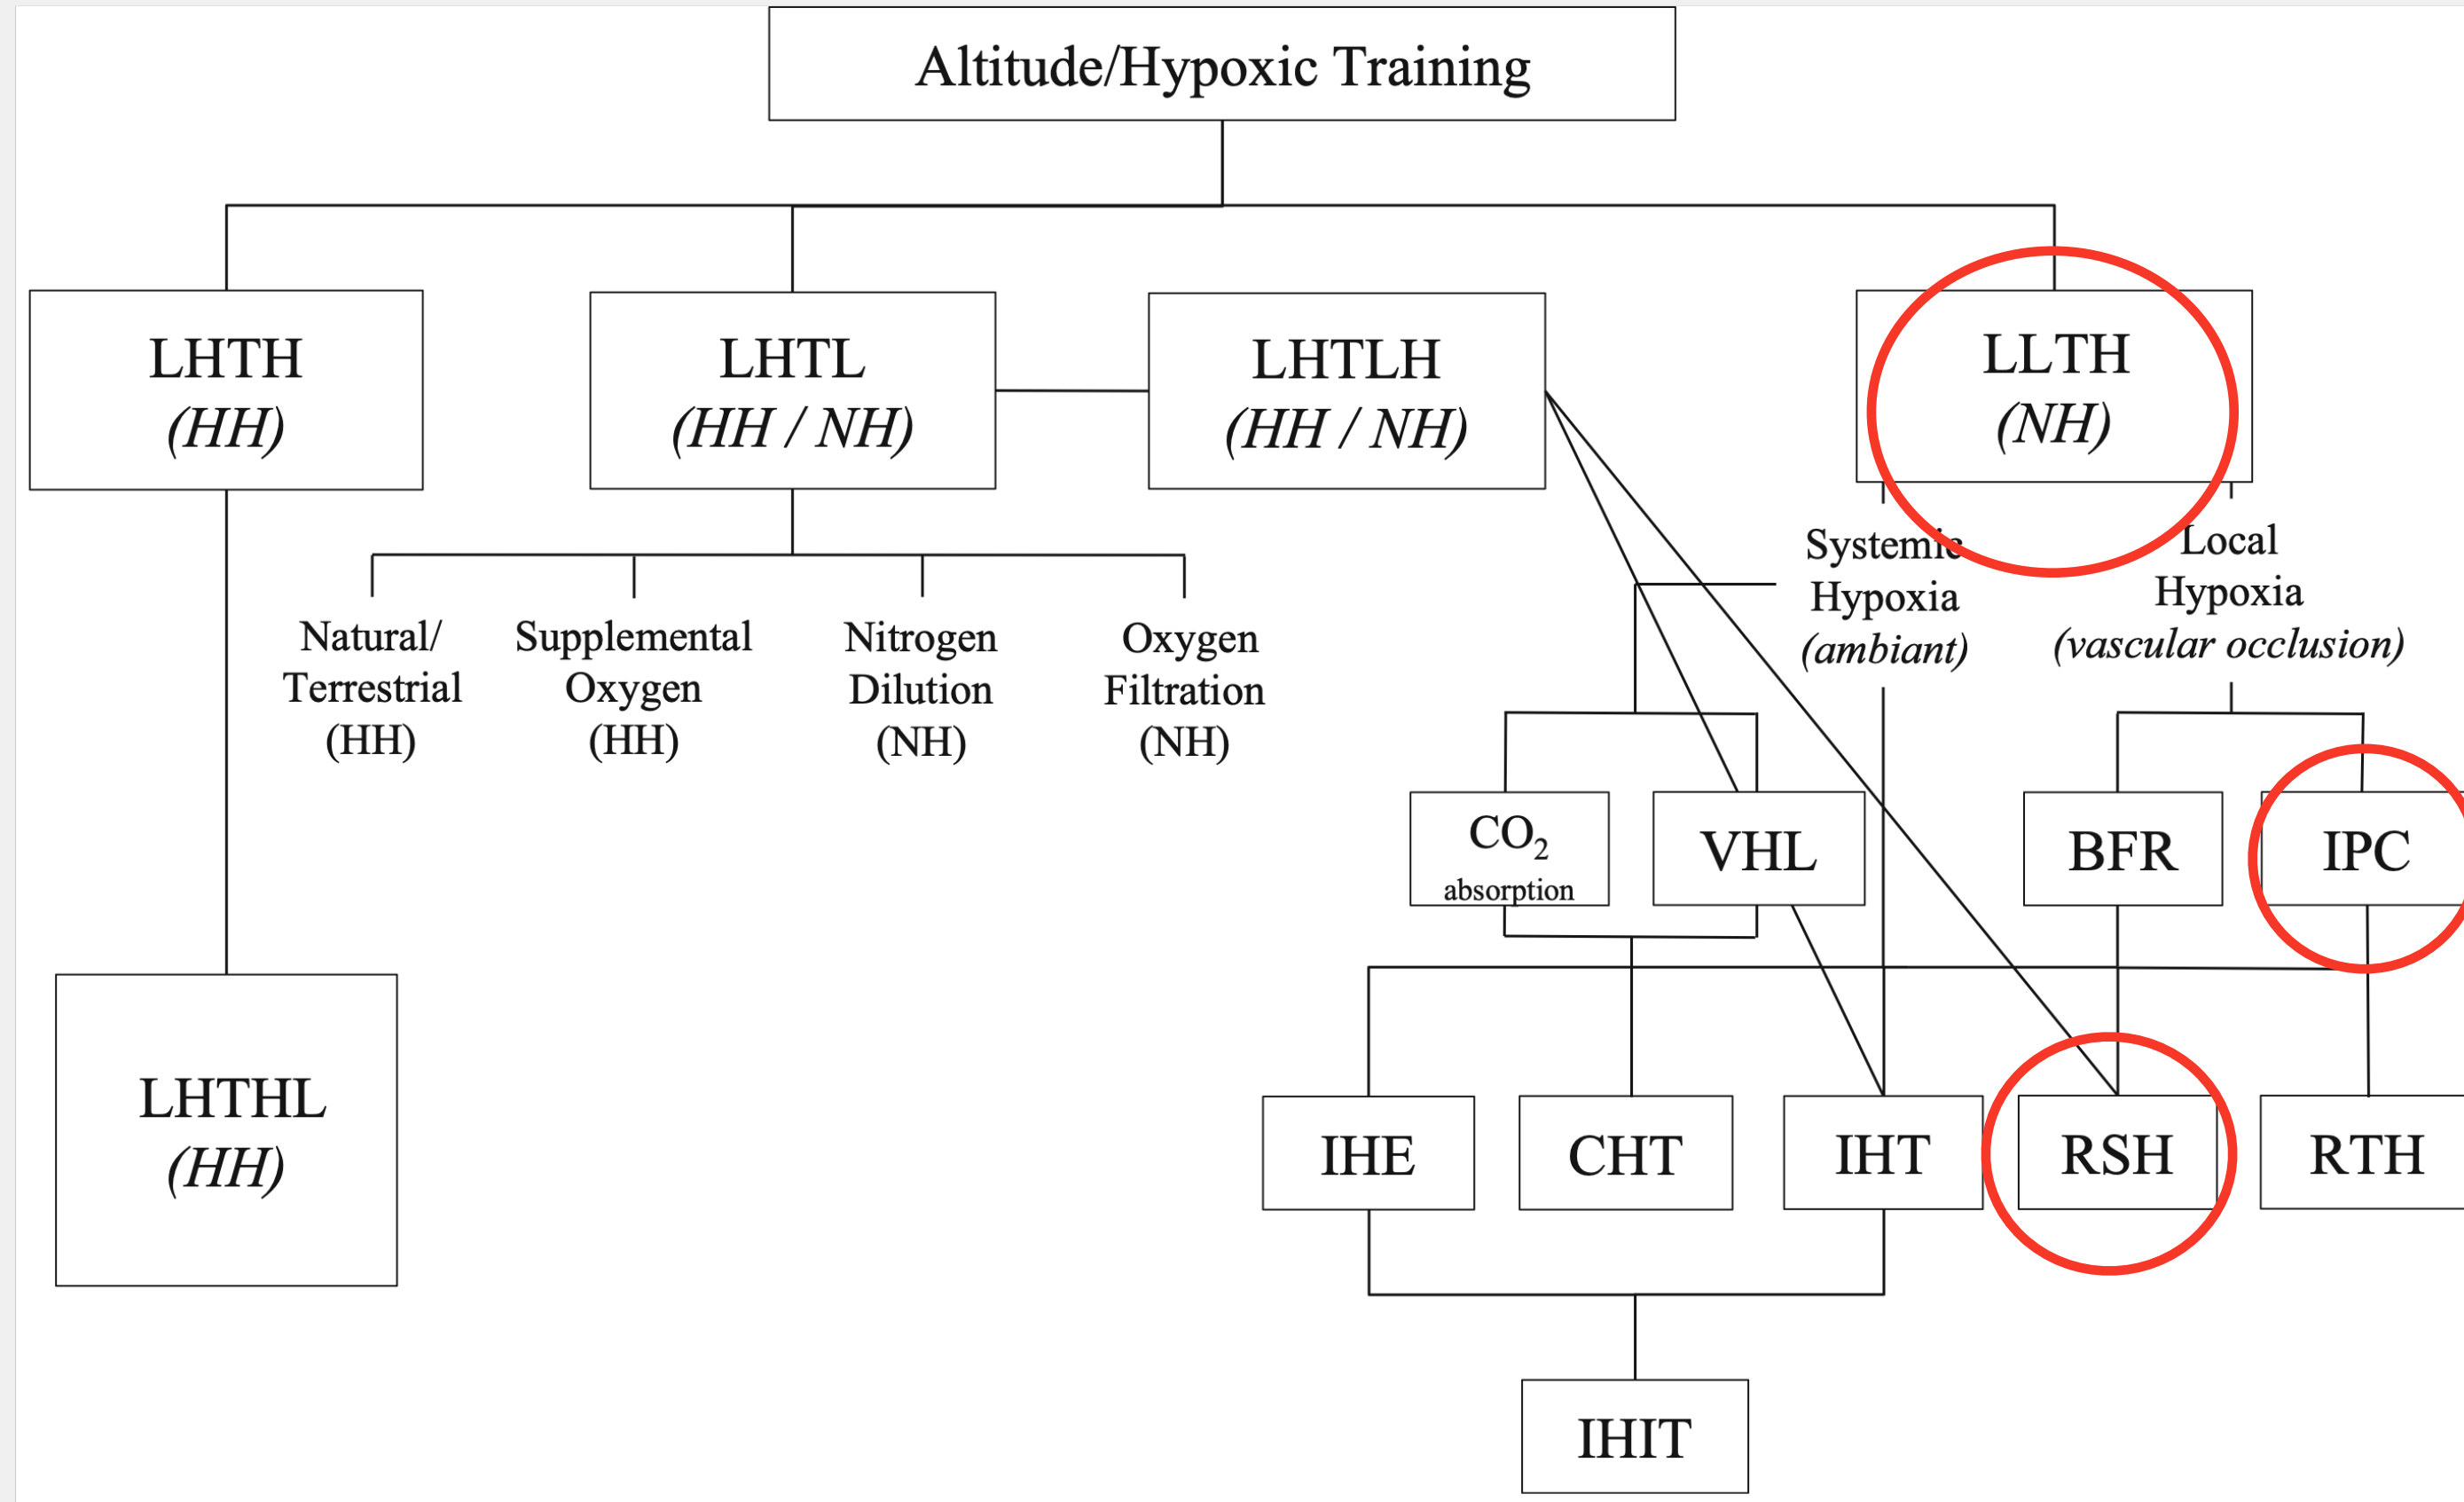 Altitude/Hypoxic Training
LHTH
(HH)
LHTL
(HH / NH)
LHTLH
(HH / NH)
LLTH
(NH)
Natural/
Terrestrial
(HH)
Supplemental
Oxygen
(HH)
Nitrogen
Dilution
(NH)
Oxygen
Filtration
(NH)
Systemic
Hypoxia
(ambiant)
Local
Hypoxia
(vascular occlusion)
CO2
absorption
VHL
BFR
IPC
LHTHL
(HH)
IHE
CHT
IHT
RSH
RTH
IHIT